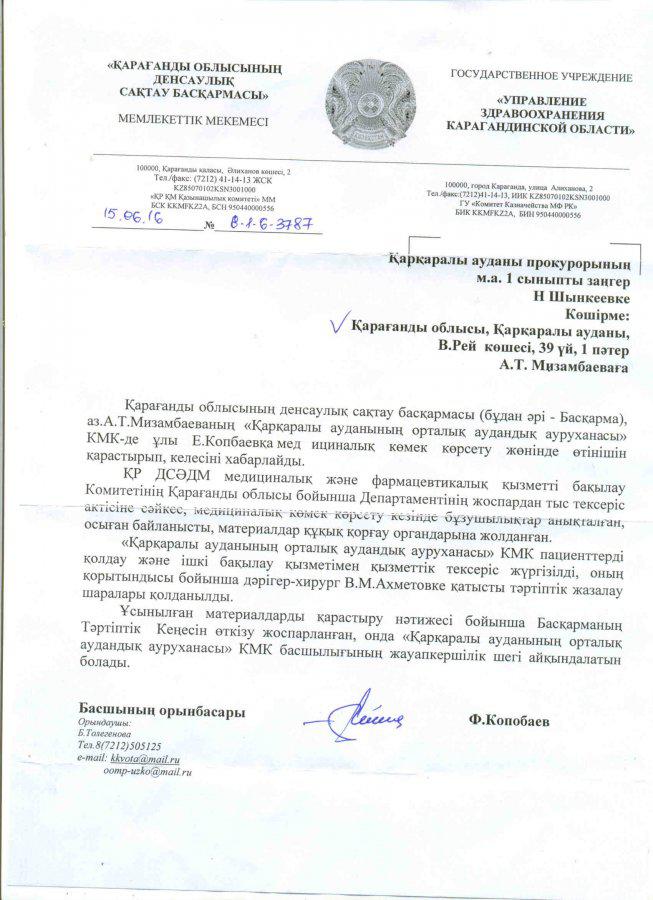 «ҚАРАҒАНДЫ ОБЛЫСЫНЫҢ
ДЕНСАУЛЫҚ
САҚТАУ БАСҚАРМАСЫ»
МЕМЛЕКЕТТІК МЕКЕМЕСІ
ГОСУДАРСТВЕННОЕ УЧРЕЖДЕНИЕ
«УПРАВЛЕНИЕ
ЗДРАВООХРАНЕНИЯ
КАРАГАНДИНСКОЙ ОБЛАСТИ»
100000, Қарағанды қаласы, Әлиханов көшесі, 2
Тел./факс: (7212) 41-14-13 ЖСК
KZ85070102KSN3001000
«ҚР ҚМ Қазынашылық комитеті» ММ
БСК KKMFKZ2A, БСН 950440000556
100000, город Караганда, улица Алиханова, 2
Тел./факс:(7212) 41-14-13, ИИК KZ85070102KSN3001000
ГУ «Комитет Казначейства МФ РК»
БИК KKMFKZ2A, БИН 950440000556
15.06.16 № 8-1-6-3787
Қарқаралы ауданы прокурорының
м.а. 1 сыныпты заңгер
Н Шынкеевке
Көшірме:
Қарағанды облысы, Қарқаралы ауданы,
В.Рей көшесі, 39 үй, 1 пәтер
А.Т. Мизамбаеваға
Қарағанды облысының денсаулық сақтау басқармасы (бұдан әрі - Басқарма),
аз.А.Т.Мизамбаеваның «Қарқаралы ауданының орталық аудандық ауруханасы»
КМК-де ұлы Е.Копбаевқа мед ициналық көмек көрсету жөнінде өтінішін
қарастырып, келесіні хабарлайды.
ҚР ДСӘДМ медициналық және фармацевтикалық қызметті бақылау
Комитетінің Қарағанды облысы бойынша Департаментінің жоспардан тыс тексеріс
актісіне сәйкес, медициналық көмек көрсету кезінде бұзушылықтар анықталған,
осыған байланысты, материалдар құқық қорғау органдарына жолданған.
«Қарқаралы ауданының орталық аудандық ауруханасы» КМК пациенттерді
қолдау және ішкі бақылау қызметімен қызметтік тексеріс жүргізілді, оның
қорытындысы бойынша дәрігер-хирург В.М.Ахметовке қатысты тәртіптік жазалау
шаралары қолданылды.
Ұсынылған материалдарды қарастыру нәтижесі бойынша Басқарманың
Тәртіптік Кеңесін өткізу жоспарланған, онда «Қарқаралы ауданының орталық
аудандық ауруханасы» КМК басшылығының жауапкершілік шегі айқындалатын
болады.
Басшының орынбасары Ф.Копобаев
Орындаушы:
Б.Төлегенова
Тел.8(7212)505125
e-mail: kkvota@mail.ru
oomp-uzko@mail.ru